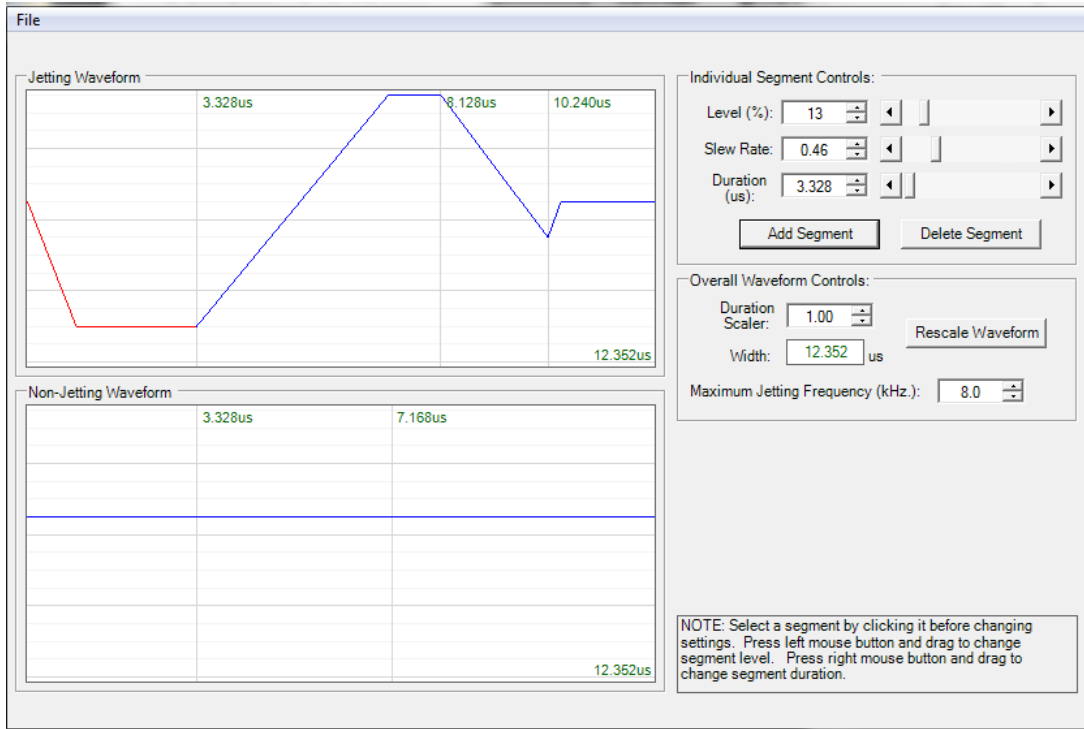 File
Jetting Waveform
3.328us
8.128us
10.240us
12.352us
Non-Jetting Waveform
3.328us
7.168us
12.352us
Individual Segment Controls:
Level (%): 13
Slew Rate: 0.46
Duration
(us): 3.328
Add Segment Delete Segment
Overall Waveform Controls:
Duration
Scaler: 1.00
Rescale Waveform
Width: 12.352 us
Maximum Jetting Frequency (kHz.): 8.0
NOTE: Select a segment by clicking it before changing
settings. Press left mouse button and drag to change
segment level. Press right mouse button and drag to
change segment duration.